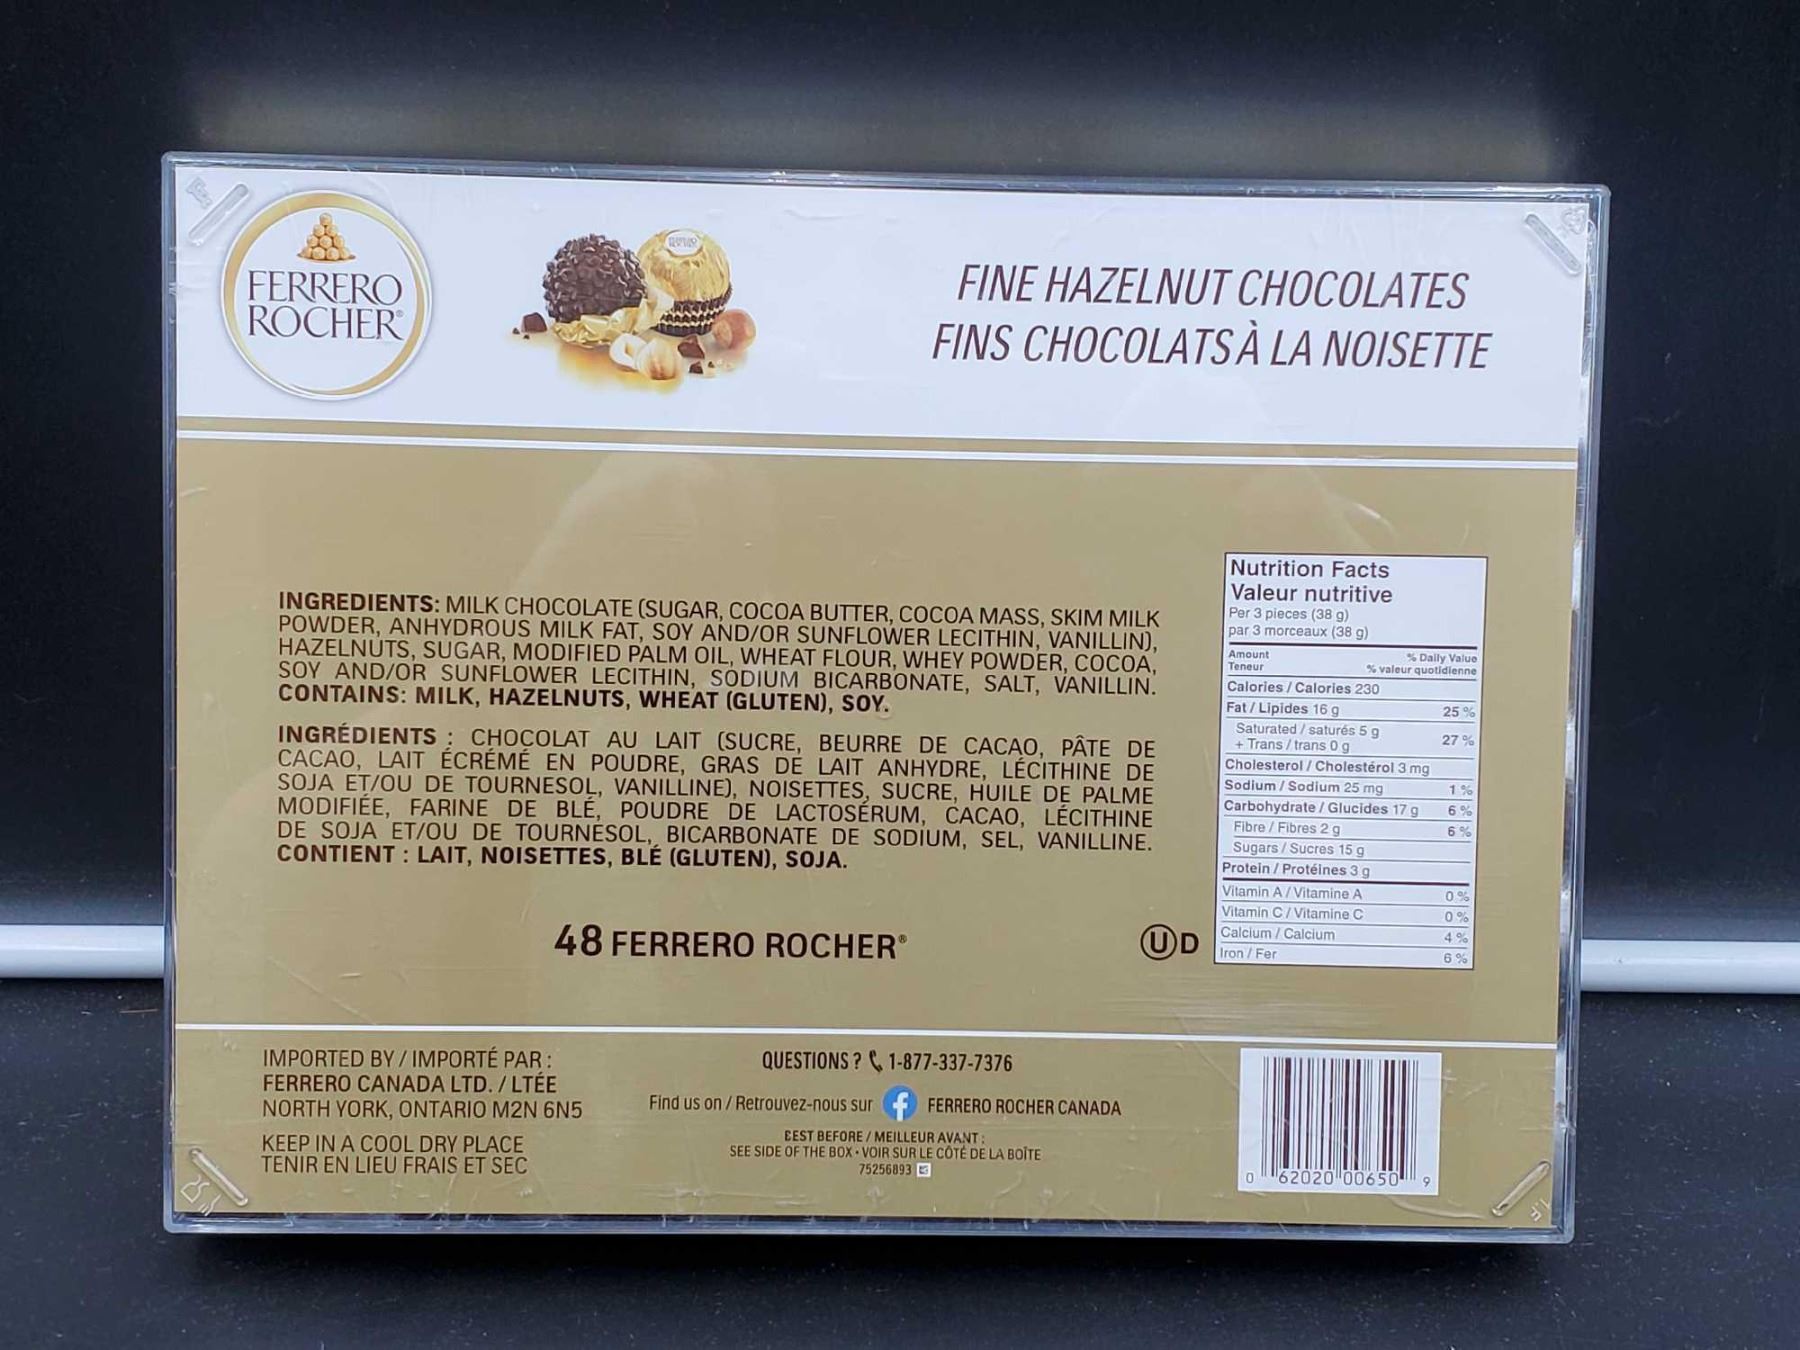 FERRERO
ROCHER®
FINE HAZELNUT CHOCOLATES
FINS CHOCOLATS À LA NOISETTE
INGREDIENTS: MILK CHOCOLATE (SUGAR, COCOA BUTTER, COCOA MASS, SKIM MILK
POWDER, ANHYDROUS MILK FAT, SOY AND/OR SUNFLOWER LECITHIN, VANILLIN),
HAZELNUTS, SUGAR, MODIFIED PALM OIL, WHEAT FLOUR, WHEY POWDER, COCOA,
SOY AND/OR SUNFLOWER LECITHIN, SODIUM BICARBONATE, SALT, VANILLIN.
CONTAINS: MILK, HAZELNUTS, WHEAT (GLUTEN), SOY.
INGRÉDIENTS : CHOCOLAT AU LAIT (SUCRE, BEURRE DE CACAO, PÂTE DE
CACAO, LAIT ÉCRÉMÉ EN POUDRE, GRAS DE LAIT ANHYDRE, LÉCITHINE DE
SOJA ET/OU DE TOURNESOL, VANILLINE), NOISETTES, SUCRE, HUILE DE PALME
MODIFIÉE, FARINE DE BLÉ, POUDRE DE LACTOSÉRUM, CACAO, LÉCITHINE
DE SOJA ET/OU DE TOURNESOL, BICARBONATE DE SODIUM, SEL, VANILLINE.
CONTIENT : LAIT, NOISETTES, BLÉ (GLUTEN), SOJA.
48 FERRERO ROCHER®
Ⓤ D
Nutrition Facts
Valeur nutritive
Per 3 pieces (38 g)
par 3 morceaux (38 g)
Amount % Daily Value
Teneur % valeur quotidienne
Calories / Calories 230
Fat / Lipides 16 g 25 %
Saturated / saturés 5 g
+ Trans / trans 0 g 27 %
Cholesterol / Cholestérol 3 mg
Sodium / Sodium 25 mg 1 %
Carbohydrate / Glucides 17 g 6 %
Fibre / Fibres 2 g 6 %
Sugars / Sucres 15 g
Protein / Protéines 3 g
Vitamin A / Vitamine A 0 %
Vitamin C / Vitamine C 0 %
Calcium / Calcium 4 %
Iron / Fer 6 %
IMPORTED BY / IMPORTÉ PAR :
FERRERO CANADA LTD. / LTÉE
NORTH YORK, ONTARIO M2N 6N5
KEEP IN A COOL DRY PLACE
TENIR EN LIEU FRAIS ET SEC
QUESTIONS ? 1-877-337-7376
Find us on / Retrouvez-nous sur f FERRERO ROCHER CANADA
BEST BEFORE / MEILLEUR AVANT :
SEE SIDE OF THE BOX • VOIR SUR LE CÔTÉ DE LA BOÎTE
75256893
0 62020 00650 9